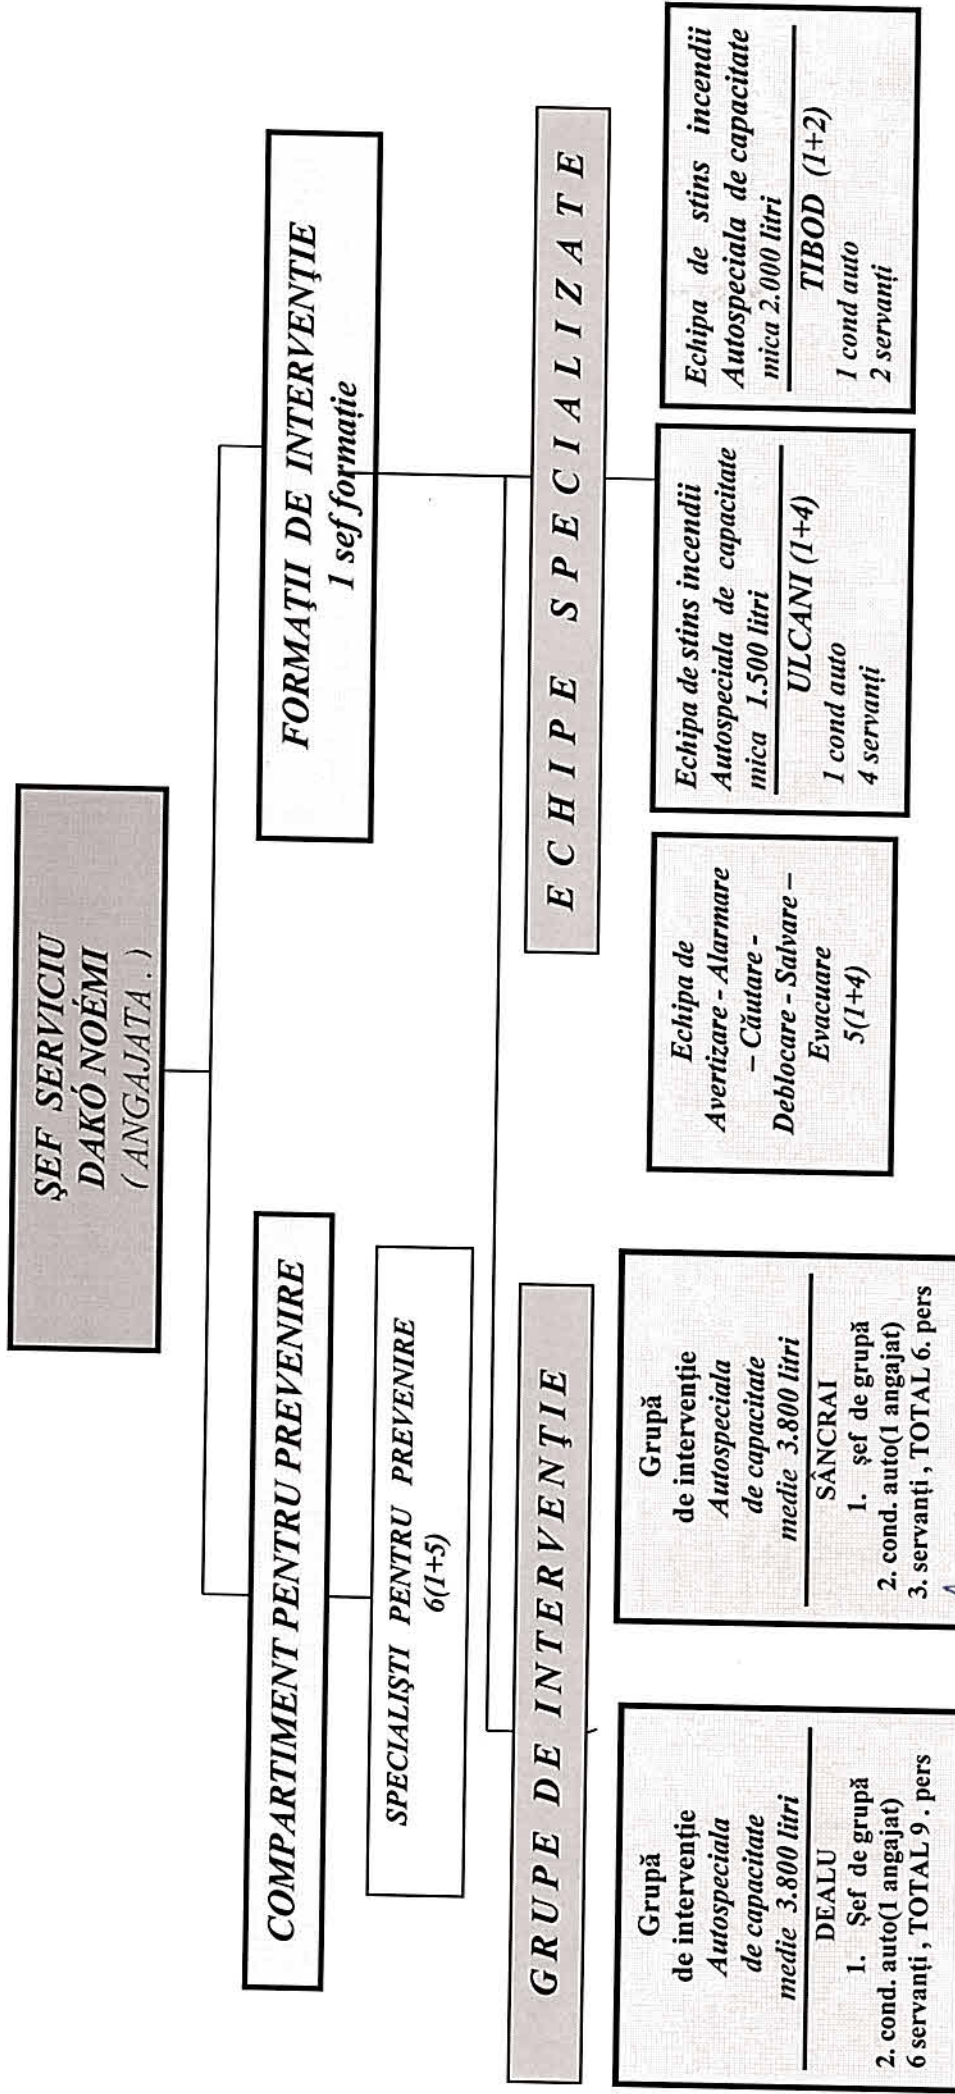 ŞEF SERVICIU
DAKÓ NOÉMI
( ANGAJATA . )
COMPARTIMENT PENTRU PREVENIRE
SPECIALIŞTI PENTRU PREVENIRE
6(1+5)
FORMAŢII DE INTERVENŢIE
1 sef formaţie
GRUPE DE INTERVENŢIE
ECHIPE SPECIALIZATE
Grupă
de intervenţie
Autospeciala
de capacitate
medie 3.800 litri
DEALU
1. Şef de grupă
2. cond. auto(1 angajat)
6 servanţi , TOTAL 9 . pers
Grupă
de intervenţie
Autospeciala
de capacitate
medie 3.800 litri
SÂNCRAI
1. şef de grupă
2. cond. auto(1 angajat)
3. servanţi , TOTAL 6. pers
Echipa de
Avertizare - Alarmare
– Căutare -
Deblocare - Salvare –
Evacuare
5(1+4)
Echipa de stins incendii
Autospeciala de capacitate
mica 1.500 litri
ULCANI (1+4)
1 cond auto
4 servanţi
Echipa de stins incendii
Autospeciala de capacitate
mica 2.000 litri
TIBOD (1+2)
1 cond auto
2 servanţi